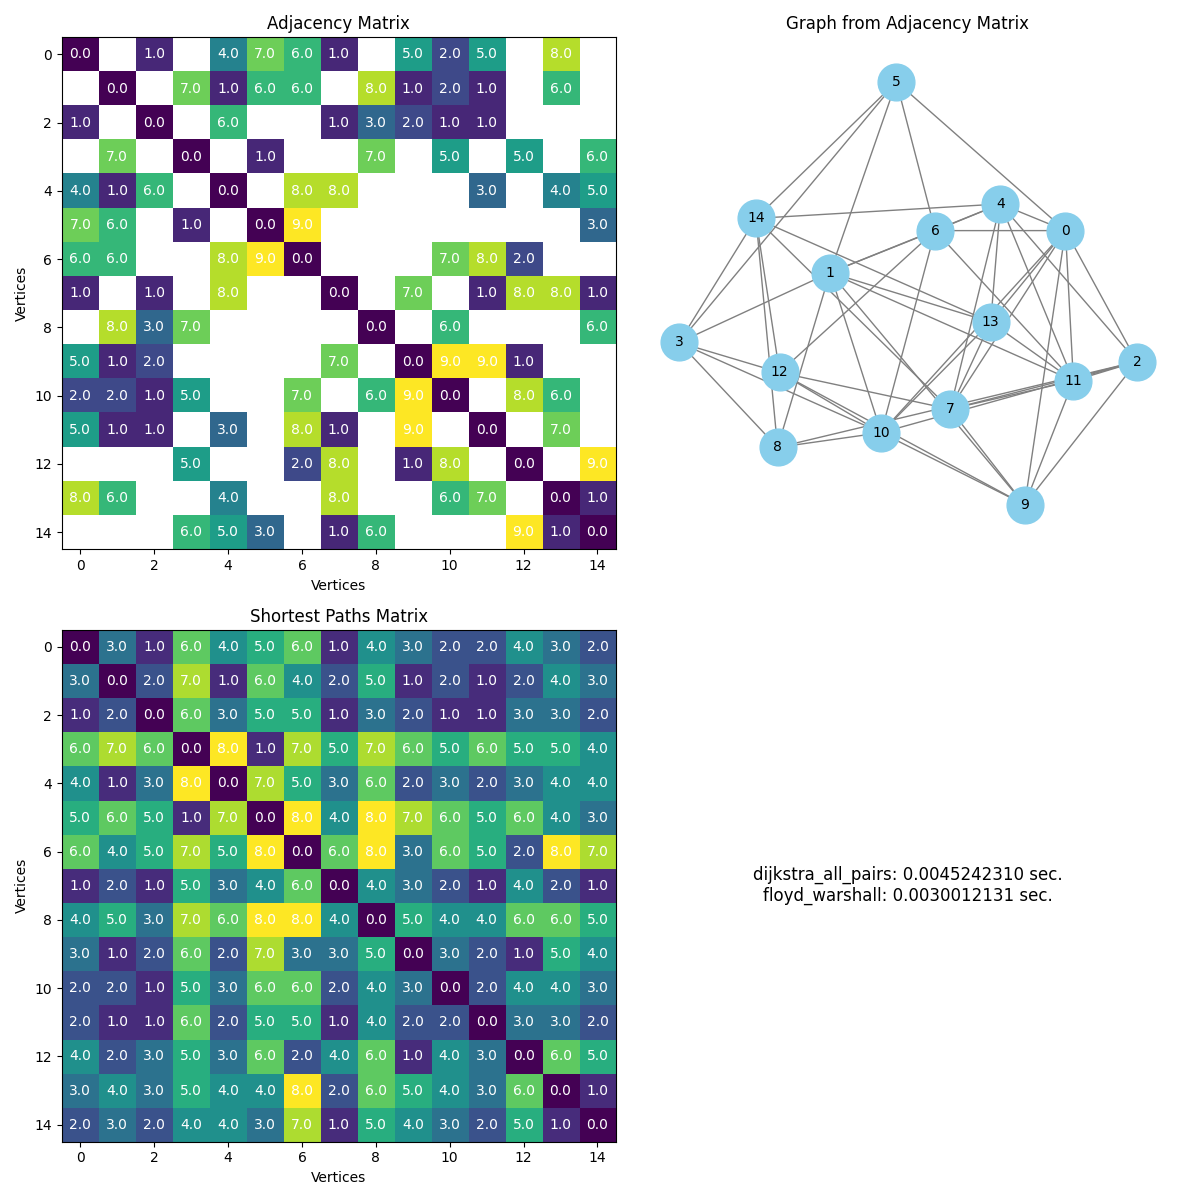 Adjacency Matrix
0 0.0 1.0 4.0 7.0 6.0 1.0 5.0 2.0 5.0 8.0
0.0 7.0 1.0 6.0 6.0 8.0 1.0 2.0 1.0 6.0
2 1.0 0.0 6.0 1.0 3.0 2.0 1.0 1.0
7.0 0.0 1.0 7.0 5.0 5.0 6.0
4 4.0 1.0 6.0 0.0 8.0 8.0 3.0 4.0 5.0
7.0 6.0 1.0 0.0 9.0 3.0
6 6.0 6.0 8.0 9.0 0.0 7.0 8.0 2.0
1.0 1.0 8.0 0.0 7.0 1.0 8.0 8.0 1.0
8 8.0 3.0 7.0 0.0 6.0 6.0
5.0 1.0 2.0 7.0 0.0 9.0 9.0 1.0
10 2.0 2.0 1.0 5.0 7.0 6.0 9.0 0.0 8.0 6.0
5.0 1.0 1.0 3.0 8.0 1.0 9.0 0.0 7.0
12 5.0 2.0 8.0 1.0 8.0 0.0 9.0
8.0 6.0 4.0 8.0 6.0 7.0 0.0 1.0
14 6.0 5.0 3.0 1.0 6.0 9.0 1.0 0.0
0 2 4 6 8 10 12 14
Vertices
Vertices
Graph from Adjacency Matrix
5
4
14
6
0
1
13
3
2
12
11
7
10
8
9
Shortest Paths Matrix
0 0.0 3.0 1.0 6.0 4.0 5.0 6.0 1.0 4.0 3.0 2.0 2.0 4.0 3.0 2.0
3.0 0.0 2.0 7.0 1.0 6.0 4.0 2.0 5.0 1.0 2.0 1.0 2.0 4.0 3.0
2 1.0 2.0 0.0 6.0 3.0 5.0 5.0 1.0 3.0 2.0 1.0 1.0 3.0 3.0 2.0
6.0 7.0 6.0 0.0 8.0 1.0 7.0 5.0 7.0 6.0 5.0 6.0 5.0 5.0 4.0
4 4.0 1.0 3.0 8.0 0.0 7.0 5.0 3.0 6.0 2.0 3.0 2.0 3.0 4.0 4.0
5.0 6.0 5.0 1.0 7.0 0.0 8.0 4.0 8.0 7.0 6.0 5.0 6.0 4.0 3.0
6 6.0 4.0 5.0 7.0 5.0 8.0 0.0 6.0 8.0 3.0 6.0 5.0 2.0 8.0 7.0
1.0 2.0 1.0 5.0 3.0 4.0 6.0 0.0 4.0 3.0 2.0 1.0 4.0 2.0 1.0
8 4.0 5.0 3.0 7.0 6.0 8.0 8.0 4.0 0.0 5.0 4.0 4.0 6.0 6.0 5.0
3.0 1.0 2.0 6.0 2.0 7.0 3.0 3.0 5.0 0.0 3.0 2.0 1.0 5.0 4.0
10 2.0 2.0 1.0 5.0 3.0 6.0 6.0 2.0 4.0 3.0 0.0 2.0 4.0 4.0 3.0
2.0 1.0 1.0 6.0 2.0 5.0 5.0 1.0 4.0 2.0 2.0 0.0 3.0 3.0 2.0
12 4.0 2.0 3.0 5.0 3.0 6.0 2.0 4.0 6.0 1.0 4.0 3.0 0.0 6.0 5.0
3.0 4.0 3.0 5.0 4.0 4.0 8.0 2.0 6.0 5.0 4.0 3.0 6.0 0.0 1.0
14 2.0 3.0 2.0 4.0 4.0 3.0 7.0 1.0 5.0 4.0 3.0 2.0 5.0 1.0 0.0
0 2 4 6 8 10 12 14
Vertices
Vertices
dijkstra_all_pairs: 0.0045242310 sec.
floyd_warshall: 0.0030012131 sec.